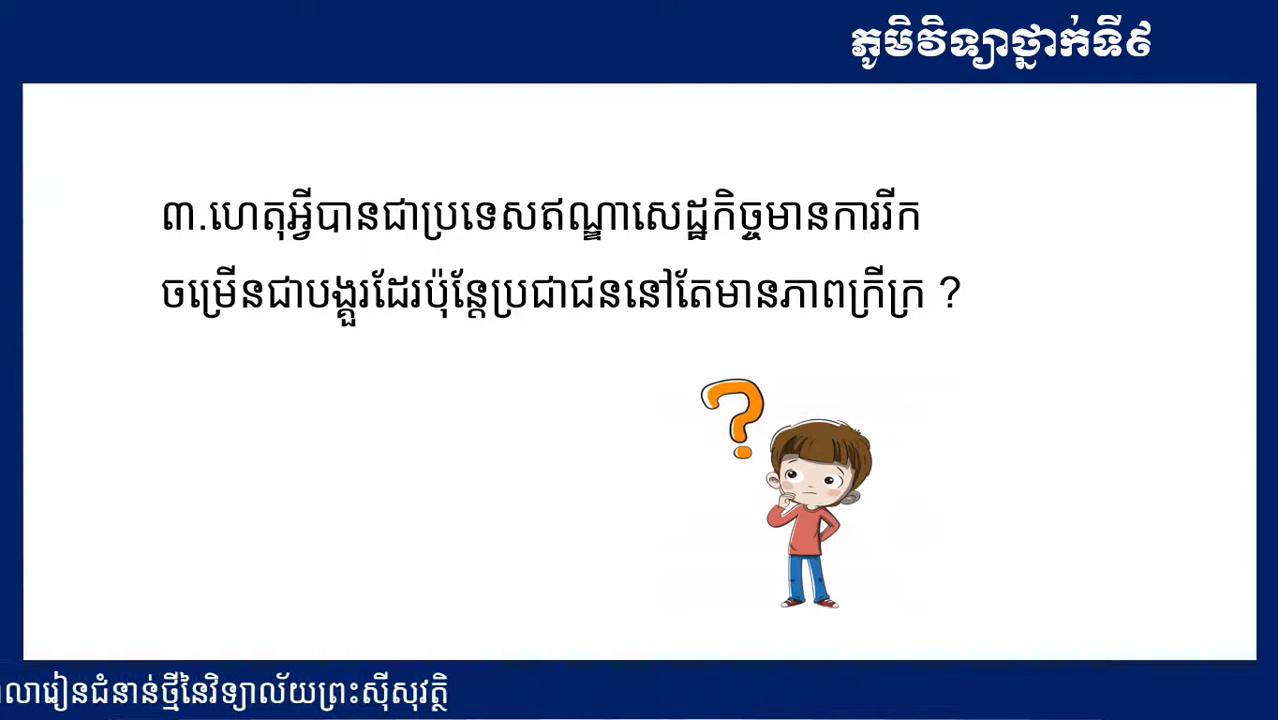 ភូមិវិទ្យាថ្នាក់ទី៩
៣.ហេតុអ្វីបានជាប្រទេសឥណ្ឌាសេដ្ឋកិច្ចមានការរីក
ចម្រើនជាបង្គួរដែរប៉ុន្តែប្រជាជននៅតែមានភាពក្រីក្រ ?
?
លារៀនជំនាន់ថ្មីនៃវិទ្យាល័យព្រះស៊ីសុវត្ថិ